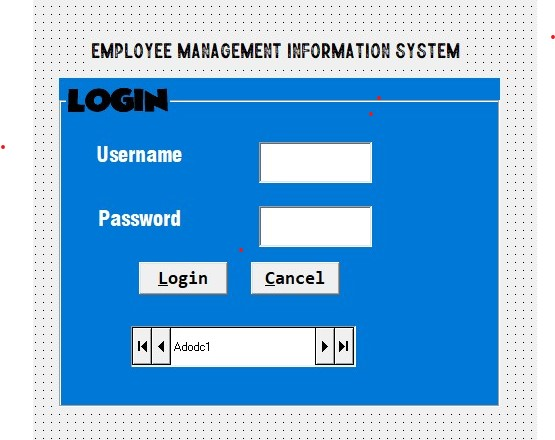 EMPLOYEE MANAGEMENT INFORMATION SYSTEM
LOGIN
Username
Password
Login Cancel
Adodc1